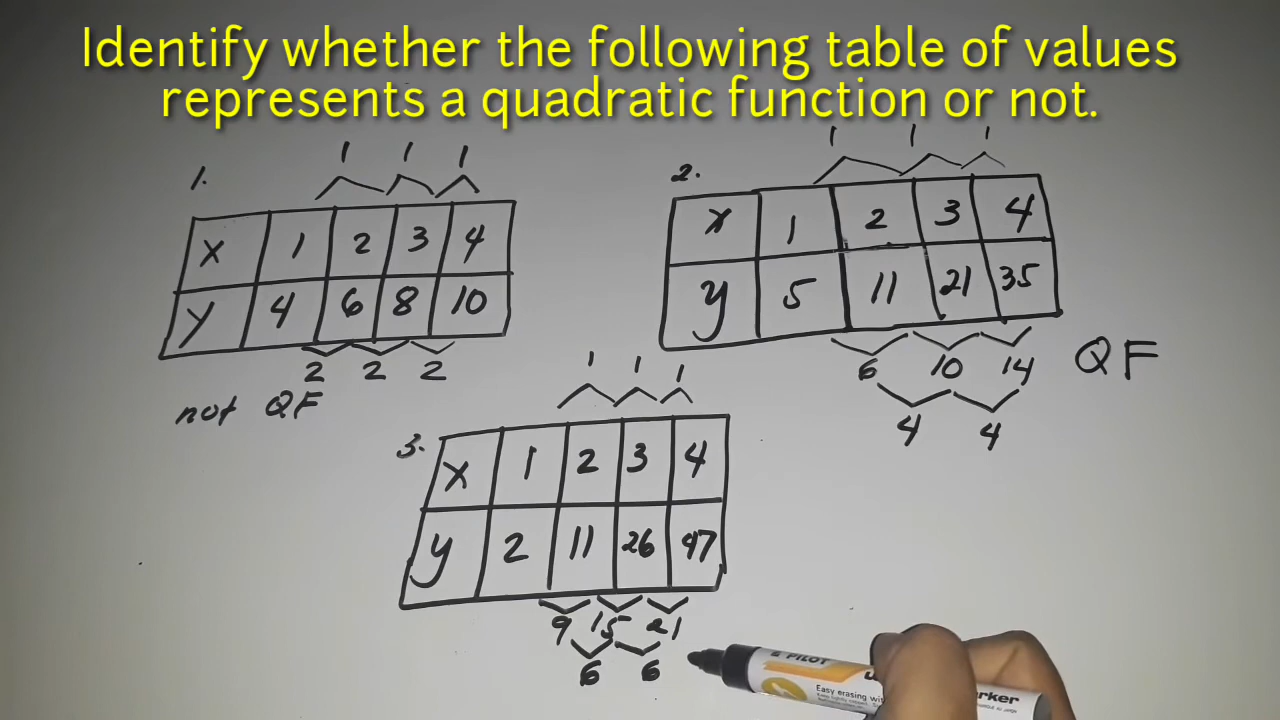 Identify whether the following table of values
represents a quadratic function or not.
1.
1 1 1
x 1 2 3 4
y 4 6 8 10
2 2 2
not QF
2.
1 1 1
x 1 2 3 4
y 5 11 21 35
6 10 14
4 4
QF
3.
1 1 1
x 1 2 3 4
y 2 11 26 47
9 15 21
6 6
PILOT
Easy erasing
arker